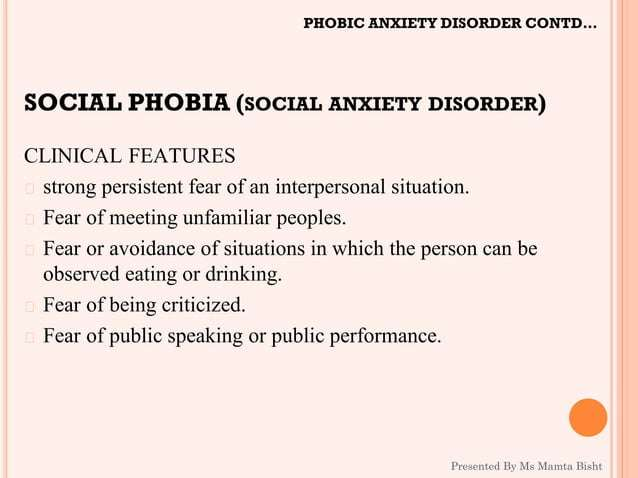 PHOBIC ANXIETY DISORDER CONTD...
SOCIAL PHOBIA (SOCIAL ANXIETY DISORDER)
CLINICAL FEATURES
strong persistent fear of an interpersonal situation.
Fear of meeting unfamiliar peoples.
Fear or avoidance of situations in which the person can be
observed eating or drinking.
Fear of being criticized.
Fear of public speaking or public performance.
Presented By Ms Mamta Bisht